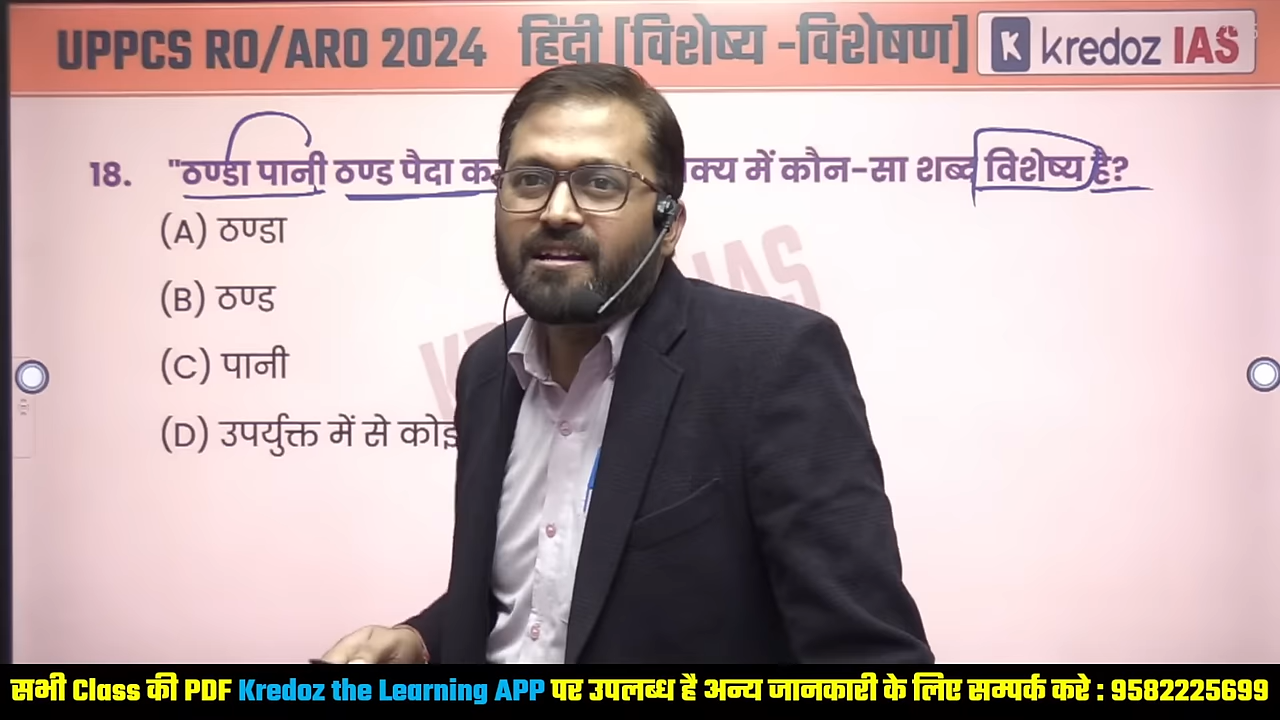 UPPCS RO/ARO 2024 हिंदी [विशेष्य -विशेषण]
kredoz IAS
18. "ठण्डा पानी ठण्ड पैदा में कौन-सा शब्द विशेष्य है?
(A) ठण्डा
(B) ठण्ड
(C) पानी
(D) उपर्युक्त में से
IAS
सभी Class की PDF Kredoz the Learning APP पर उपलब्ध है अन्य जानकारी के लिए सम्पर्क करे : 9582225699